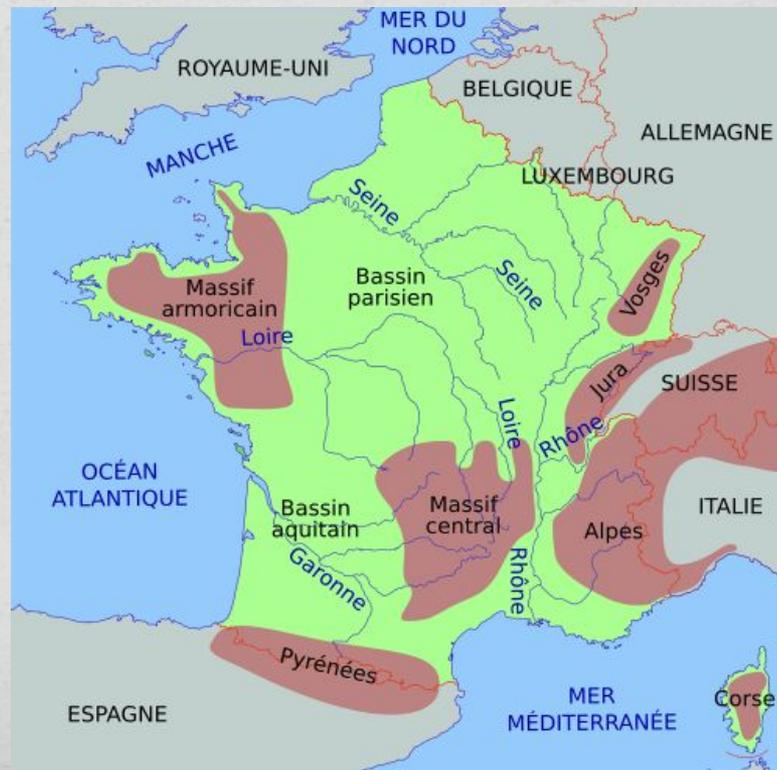 MER DU
NORD
ROYAUME-UNI
BELGIQUE
ALLEMAGNE
MANCHE
LUXEMBOURG
Seine
Bassin
parisien
Seine
Vosges
Massif
armoricain
Loire
Jura
SUISSE
Loire
Rhône
OCÉAN
ATLANTIQUE
Bassin
aquitain
Massif
central
Alpes
ITALIE
Garonne
Rhône
Pyrénées
ESPAGNE
MER
MÉDITERRANÉE
Corse